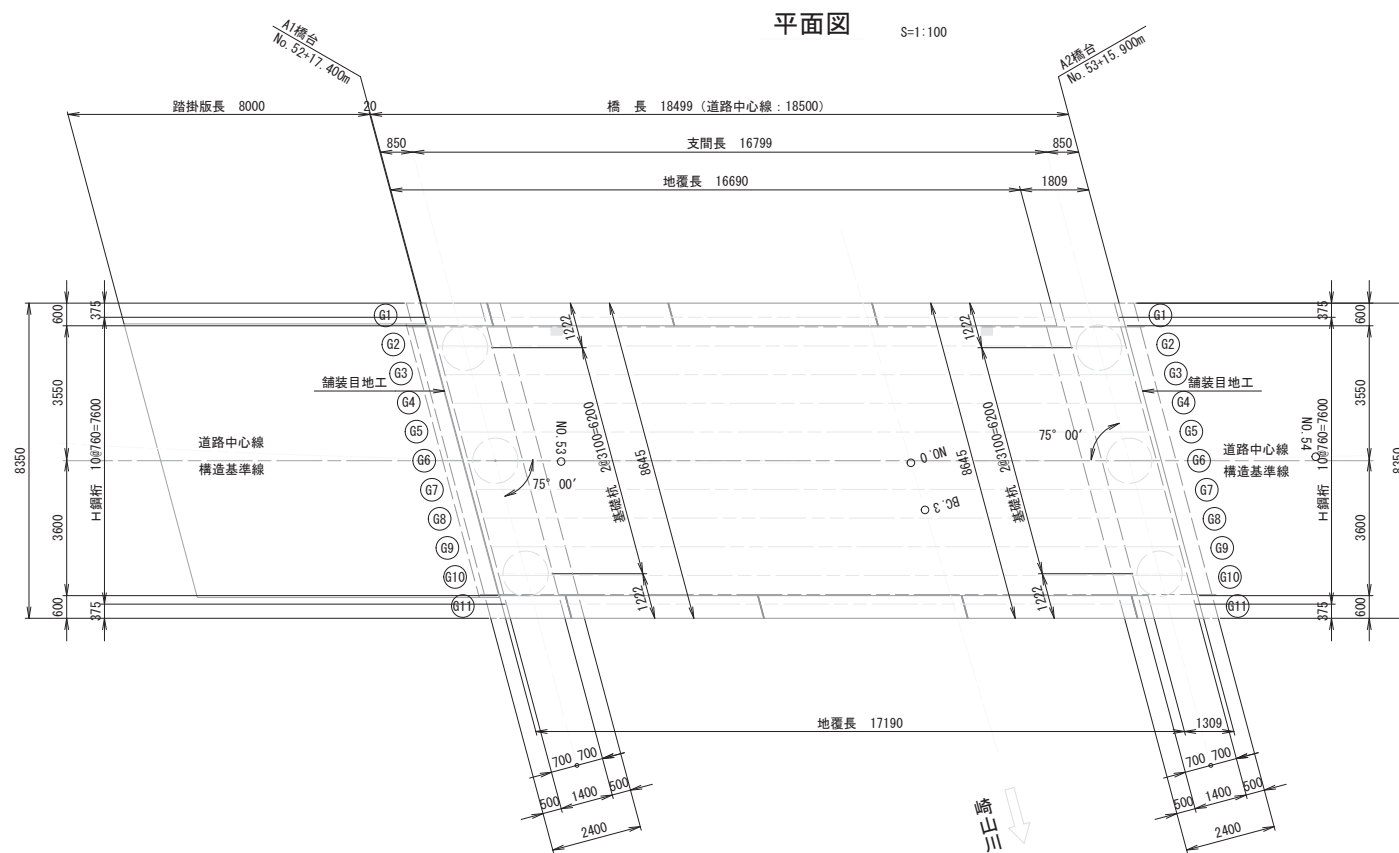 平面図 S=1:100
A1橋台
No.52+17.400m
A2橋台
No.53+15.900m
踏掛版長 8000
20
橋 長 18499 (道路中心線:18500)
850
支間長 16799
850
地覆長 16690
1809
8350
600
3550
3600
600
375
H鋼桁 10@760=7600
375
G1
G2
G3
G4
G5
G6
G7
G8
G9
G10
G11
舗装目地工
道路中心線
構造基準線
NO.53
75° 00′
1222
基礎杭 2@3100=6200
1222
8645
NO.0
BC.3
8645
1222
基礎杭 2@3100=6200
1222
75° 00′
G1
G2
G3
G4
G5
G6
G7
G8
G9
G10
G11
舗装目地工
道路中心線
構造基準線
NO.54
375
H鋼桁 10@760=7600
375
600
3550
3600
600
8350
地覆長 17190
1309
700 700
500 1400 500
2400
崎山川
700 700
500 1400 500
2400